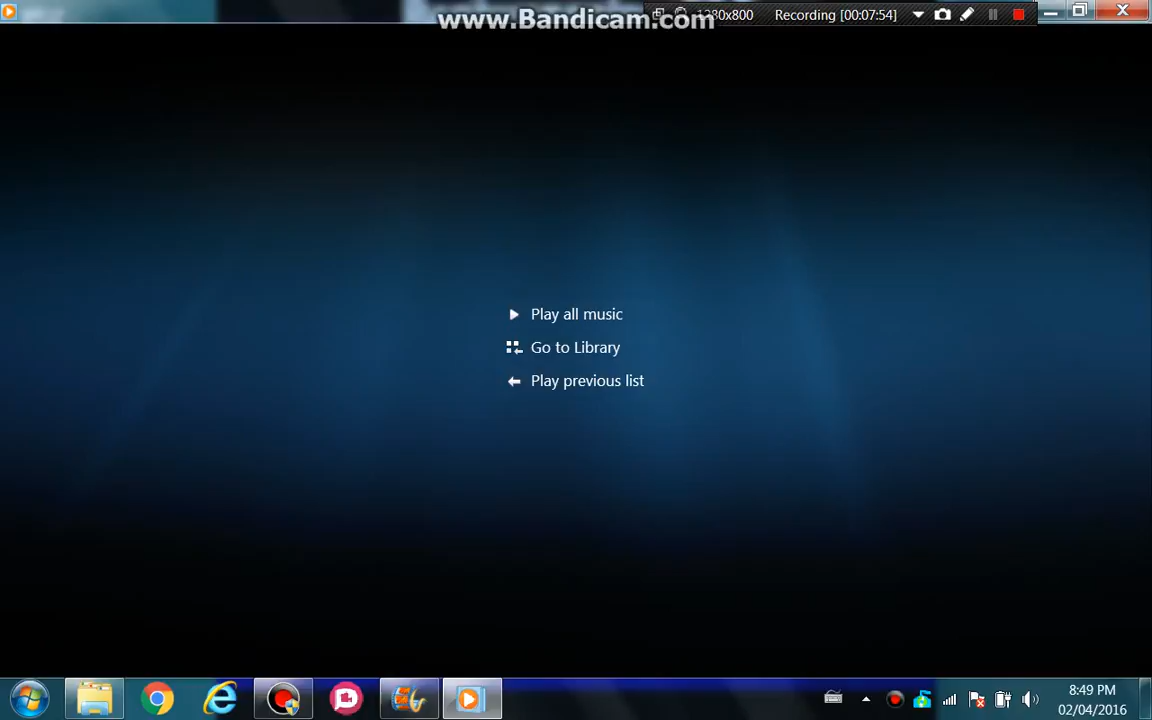 www.Bandicam.com
1280x800 Recording [00:07:54]
Play all music
Go to Library
Play previous list
8:49 PM
02/04/2016